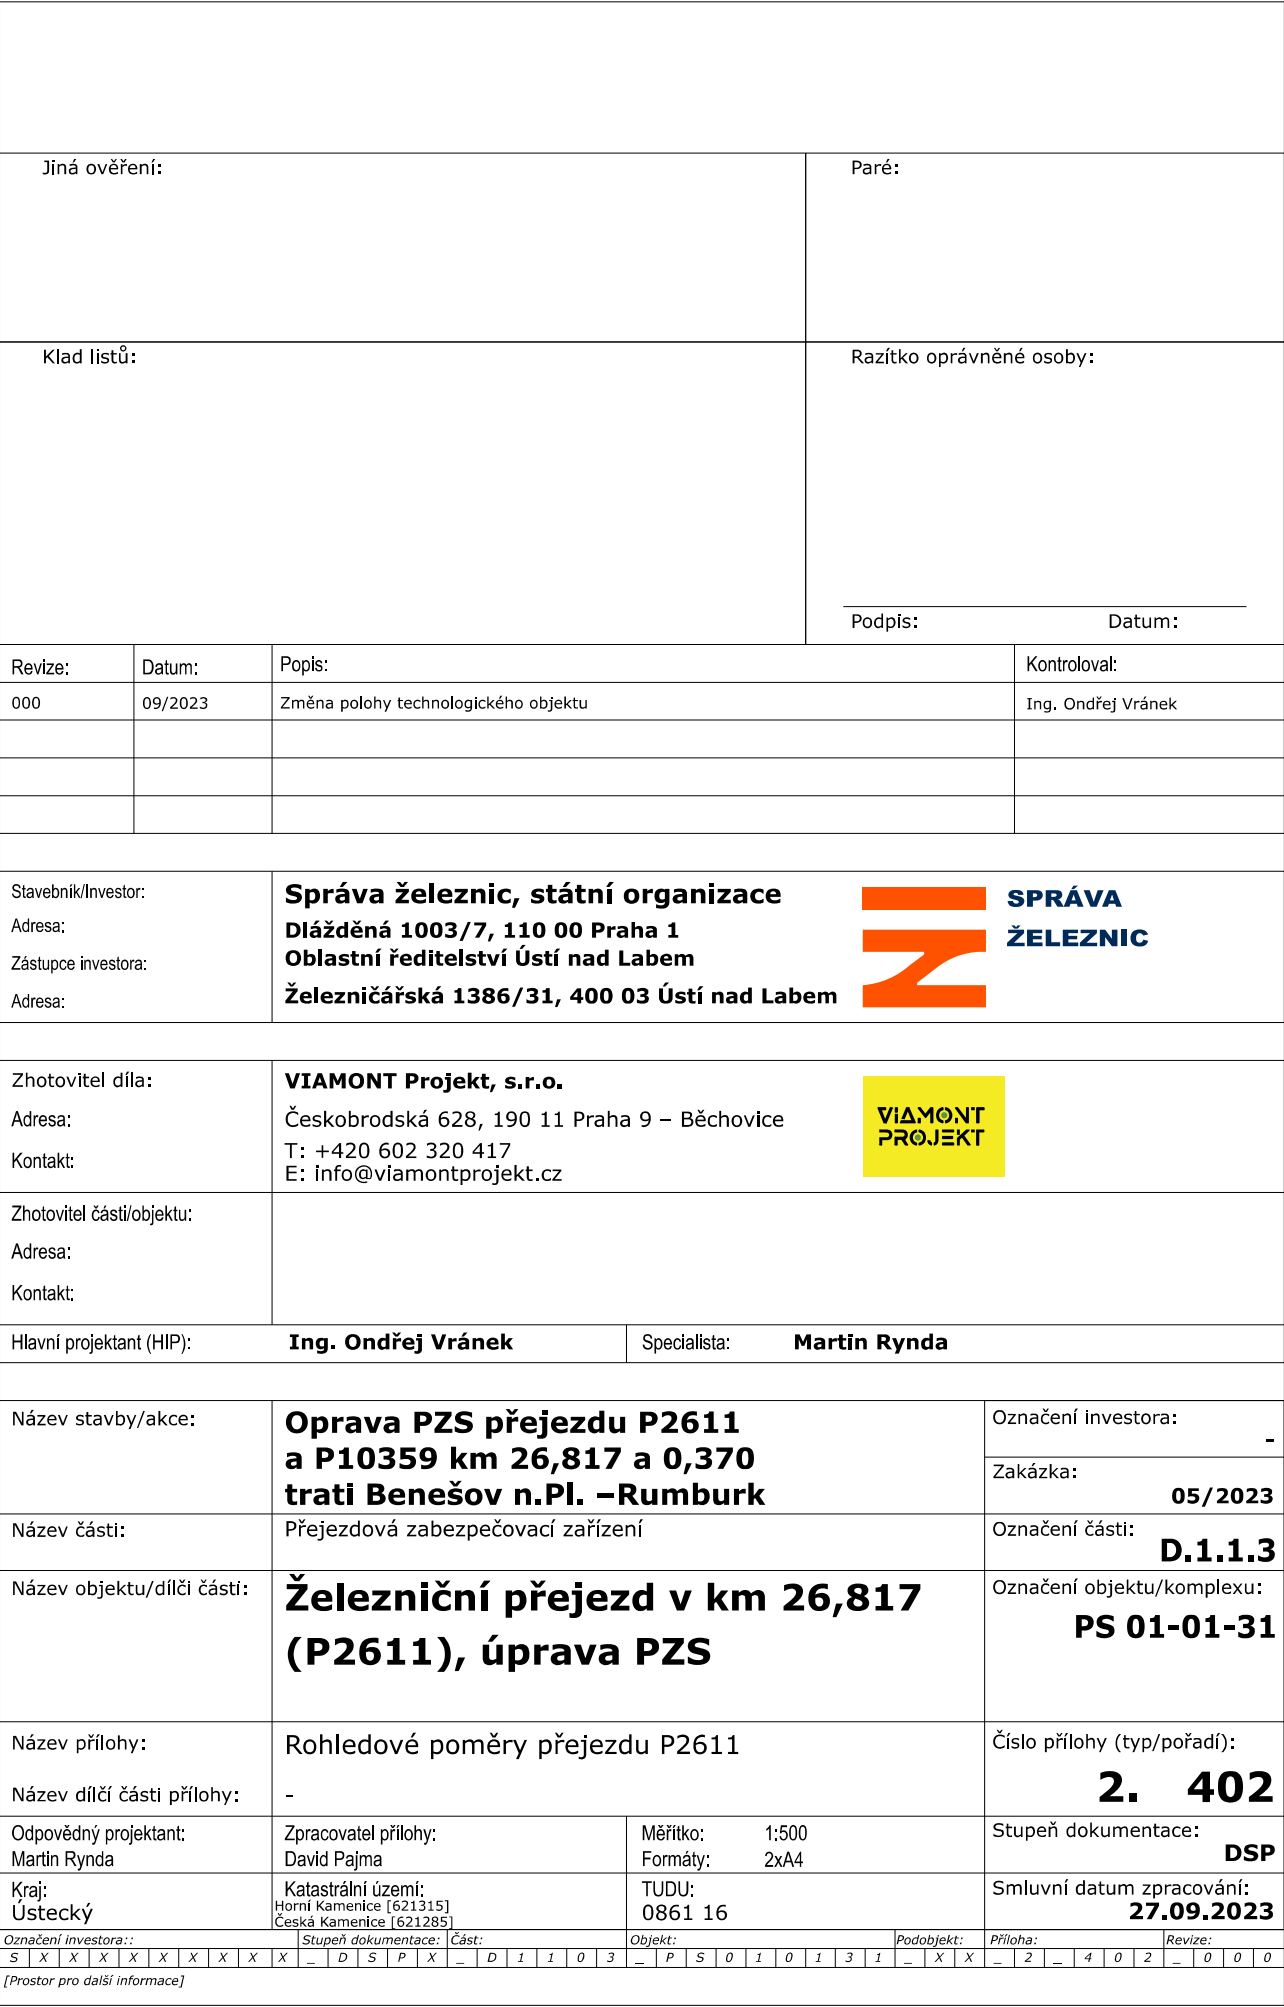 Jiná ověření: Paré:
Klad listů: Razítko oprávněné osoby:
Podpis: Datum:
Revize: Datum: Popis: Kontroloval:
000 09/2023 Změna polohy technologického objektu Ing. Ondřej Vránek
Stavebník/Investor: Správa železnic, státní organizace
Adresa: Dlážděná 1003/7, 110 00 Praha 1
Zástupce investora: Oblastní ředitelství Ústí nad Labem
Adresa: Železničářská 1386/31, 400 03 Ústí nad Labem
SPRÁVA
ŽELEZNIC
Zhotovitel díla: VIAMONT Projekt, s.r.o.
Adresa: Českobrodská 628, 190 11 Praha 9 – Běchovice
Kontakt: T: +420 602 320 417
E: info@viamontprojekt.cz
VIAMONT
PROJEKT
Zhotovitel části/objektu:
Adresa:
Kontakt:
Hlavní projektant (HIP): Ing. Ondřej Vránek Specialista: Martin Rynda
Název stavby/akce: Oprava PZS přejezdu P2611
a P10359 km 26,817 a 0,370
trati Benešov n.Pl. –Rumburk
Označení investora:
-
Zakázka:
05/2023
Název části: Přejezdová zabezpečovací zařízení
Označení části:
D.1.1.3
Název objektu/dílči části: Železniční přejezd v km 26,817
(P2611), úprava PZS
Označení objektu/komplexu:
PS 01-01-31
Název přílohy: Rohledové poměry přejezdu P2611
Název dílčí části přílohy: -
Číslo přílohy (typ/pořadí):
2. 402
Odpovědný projektant: Zpracovatel přílohy: Měřítko: 1:500
Martin Rynda David Pajma Formáty: 2xA4
Stupeň dokumentace:
DSP
Kraj: Katastrální území: TUDU:
Ústecký Horní Kamenice [621315] 0861 16
Česká Kamenice [621285]
Smluvní datum zpracování:
27.09.2023
Označení investora:: Stupeň dokumentace: Část: Objekt: Podobjekt: Příloha: Revize:
S X X X X X X X X X _ D S P X _ D 1 1 0 3 _ P S 0 1 0 1 3 1 _ X X _ 2 _ 4 0 2 _ 0 0 0
[Prostor pro další informace]